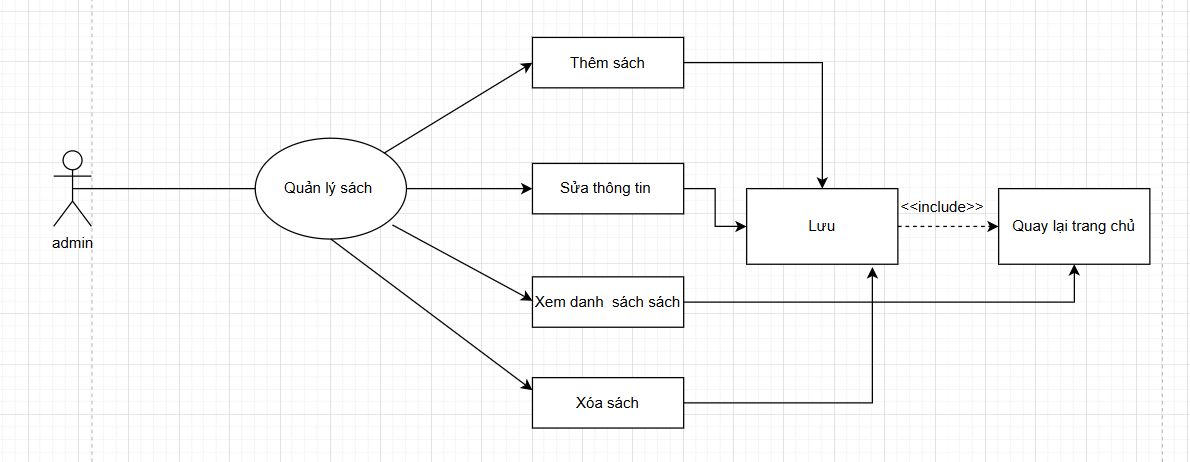 Thêm sách
Quản lý sách
Sửa thông tin
<<include>>
Lưu
Quay lại trang chủ
admin
Xem danh  sách sách
Xóa sách